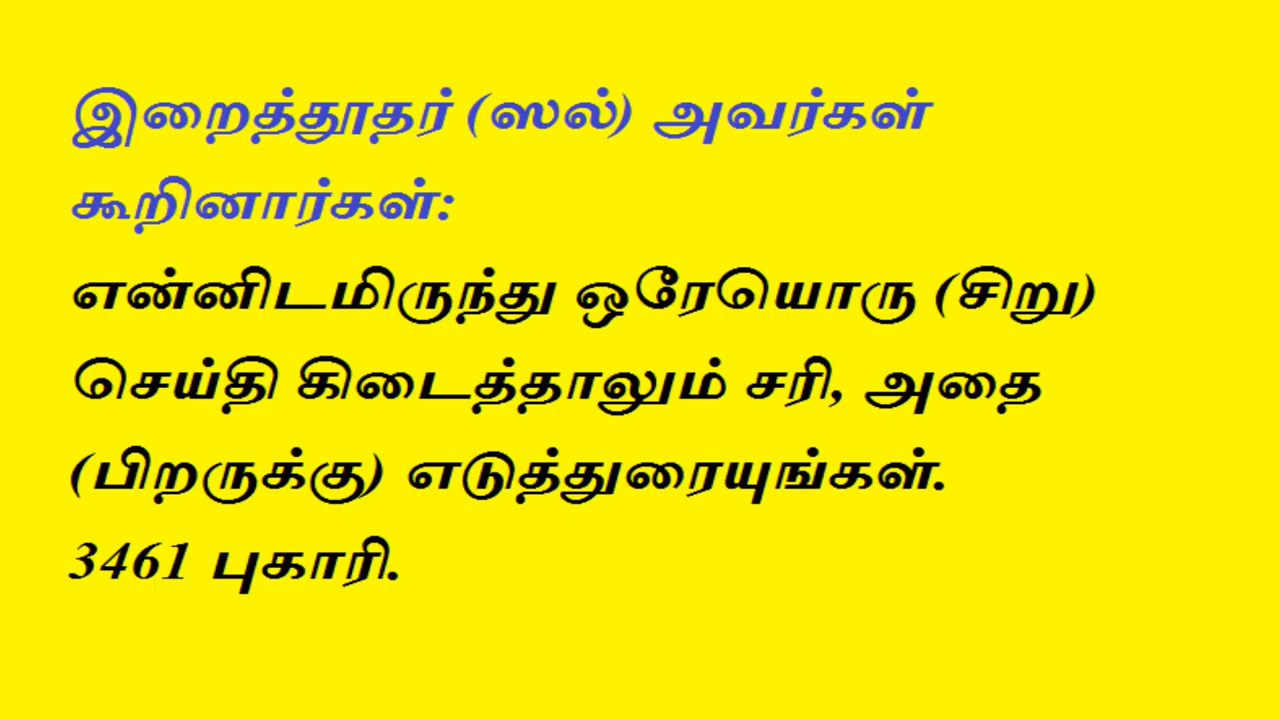 இறைத்தூதர் (ஸல்) அவர்கள்
கூறினார்கள்:
என்னிடமிருந்து ஒரேயொரு (சிறு)
செய்தி கிடைத்தாலும் சரி, அதை
(பிறருக்கு) எடுத்துரையுங்கள்.
3461 புகாரி.